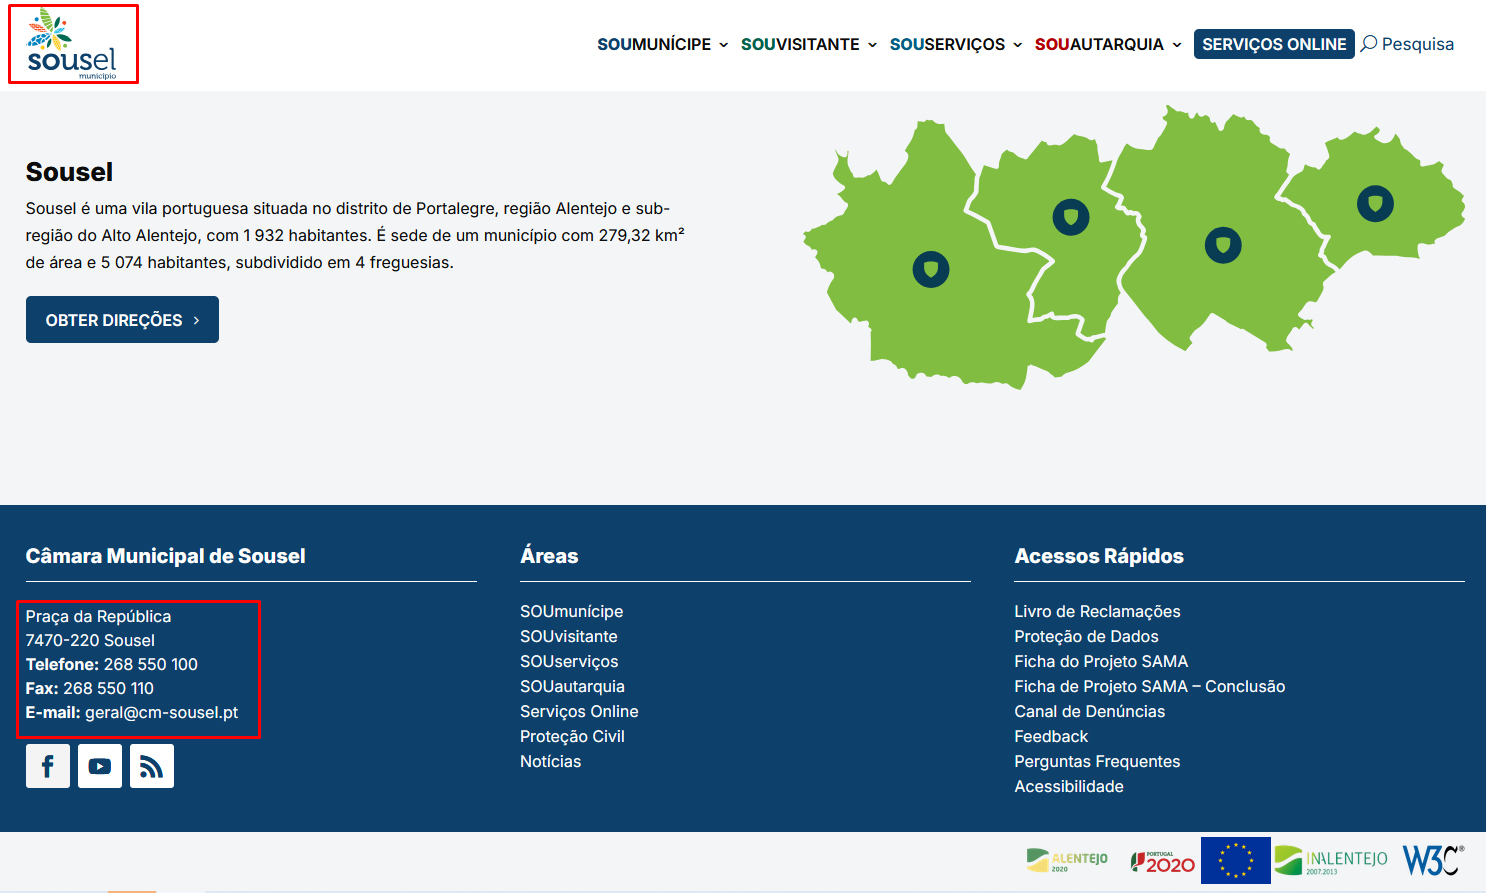 sousel
município
SOUMUNÍCIPE
SOUVISITANTE
SOUSERVIÇOS
SOUAUTARQUIA
SERVIÇOS ONLINE
Pesquisa
Sousel
Sousel é uma vila portuguesa situada no distrito de Portalegre, região Alentejo e sub-
região do Alto Alentejo, com 1 932 habitantes. É sede de um município com 279,32 km²
de área e 5 074 habitantes, subdividido em 4 freguesias.
OBTER DIREÇÕES
Câmara Municipal de Sousel
Praça da República
7470-220 Sousel
Telefone: 268 550 100
Fax: 268 550 110
E-mail: geral@cm-sousel.pt
Áreas
SOUmunícipe
SOUvisitante
SOUserviços
SOUautarquia
Serviços Online
Proteção Civil
Notícias
Acessos Rápidos
Livro de Reclamações
Proteção de Dados
Ficha do Projeto SAMA
Ficha de Projeto SAMA – Conclusão
Canal de Denúncias
Feedback
Perguntas Frequentes
Acessibilidade
ALENTEJO
2020
PORTUGAL
2020
INALENTEJO
2007.2013
W3C®